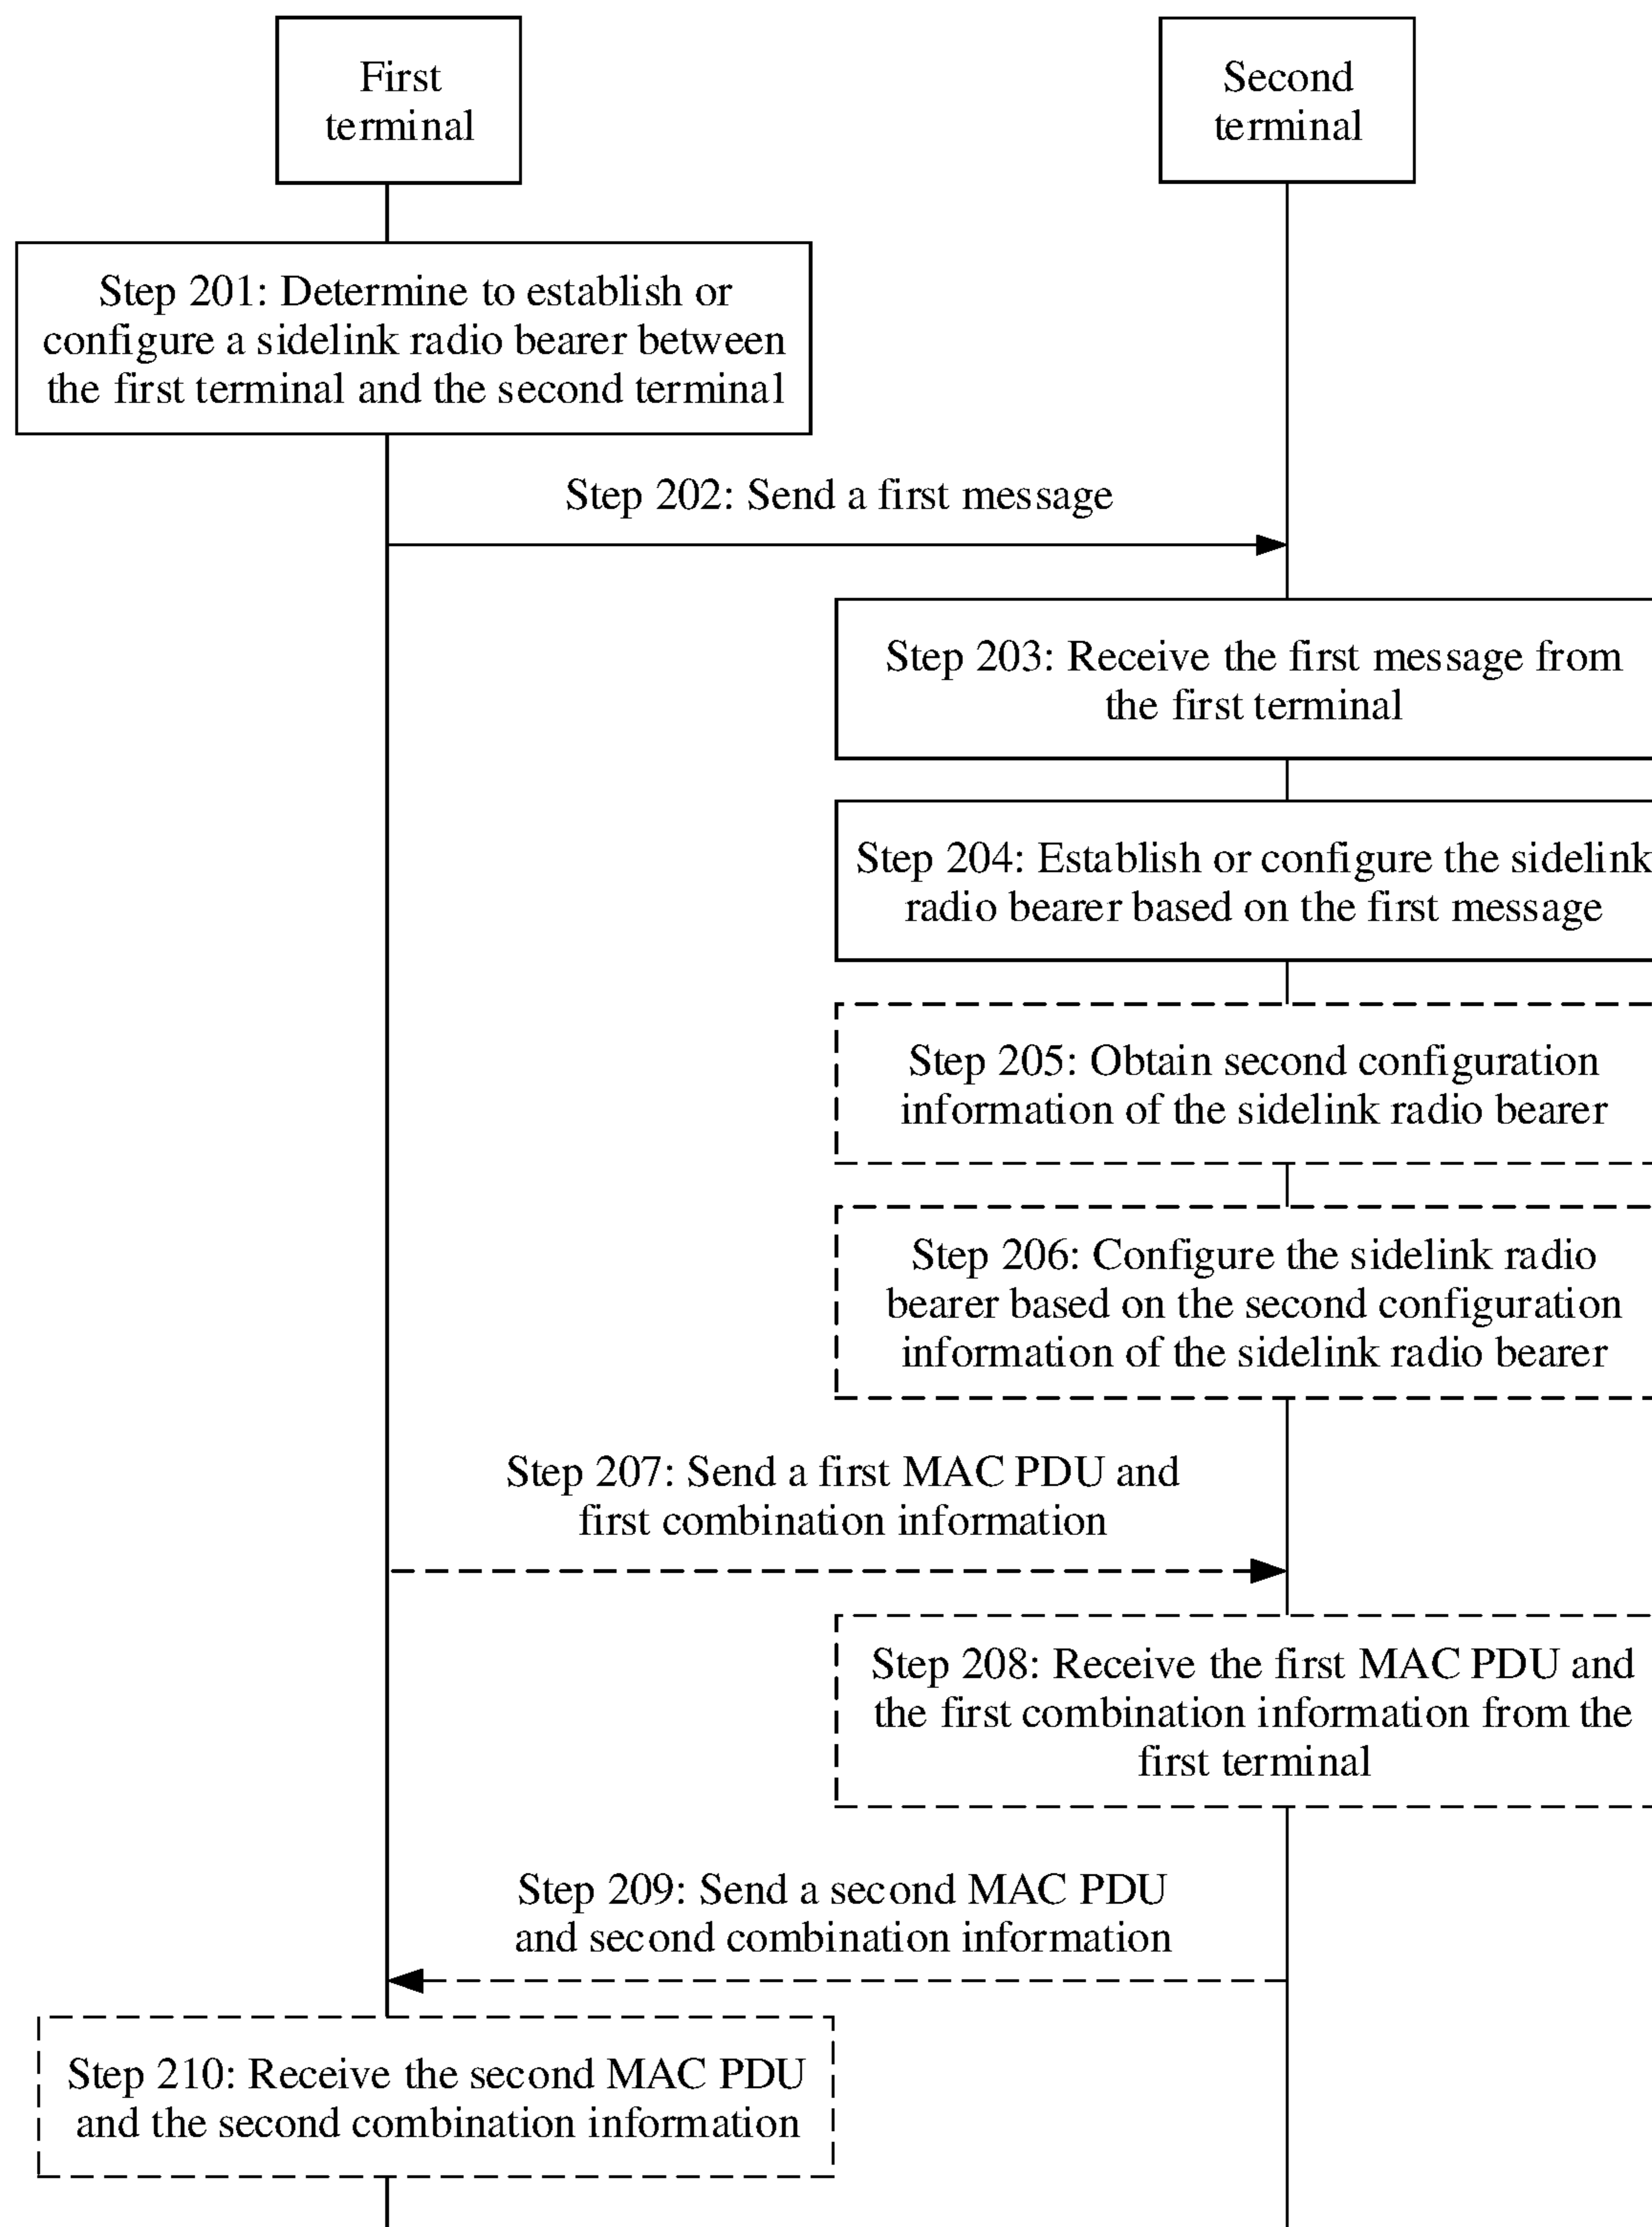 First
terminal
Second
terminal
Step 201: Determine to establish or
configure a sidelink radio bearer between
the first terminal and the second terminal
Step 202: Send a first message
Step 203: Receive the first message from
the first terminal
Step 204: Establish or configure the sidelink
radio bearer based on the first message
Step 205: Obtain second configuration
information of the sidelink radio bearer
Step 206: Configure the sidelink radio
bearer based on the second configuration
information of the sidelink radio bearer
Step 207: Send a first MAC PDU and
first combination information
Step 208: Receive the first MAC PDU and
the first combination information from the
first terminal
Step 209: Send a second MAC PDU
and second combination information
Step 210: Receive the second MAC PDU
and the second combination information